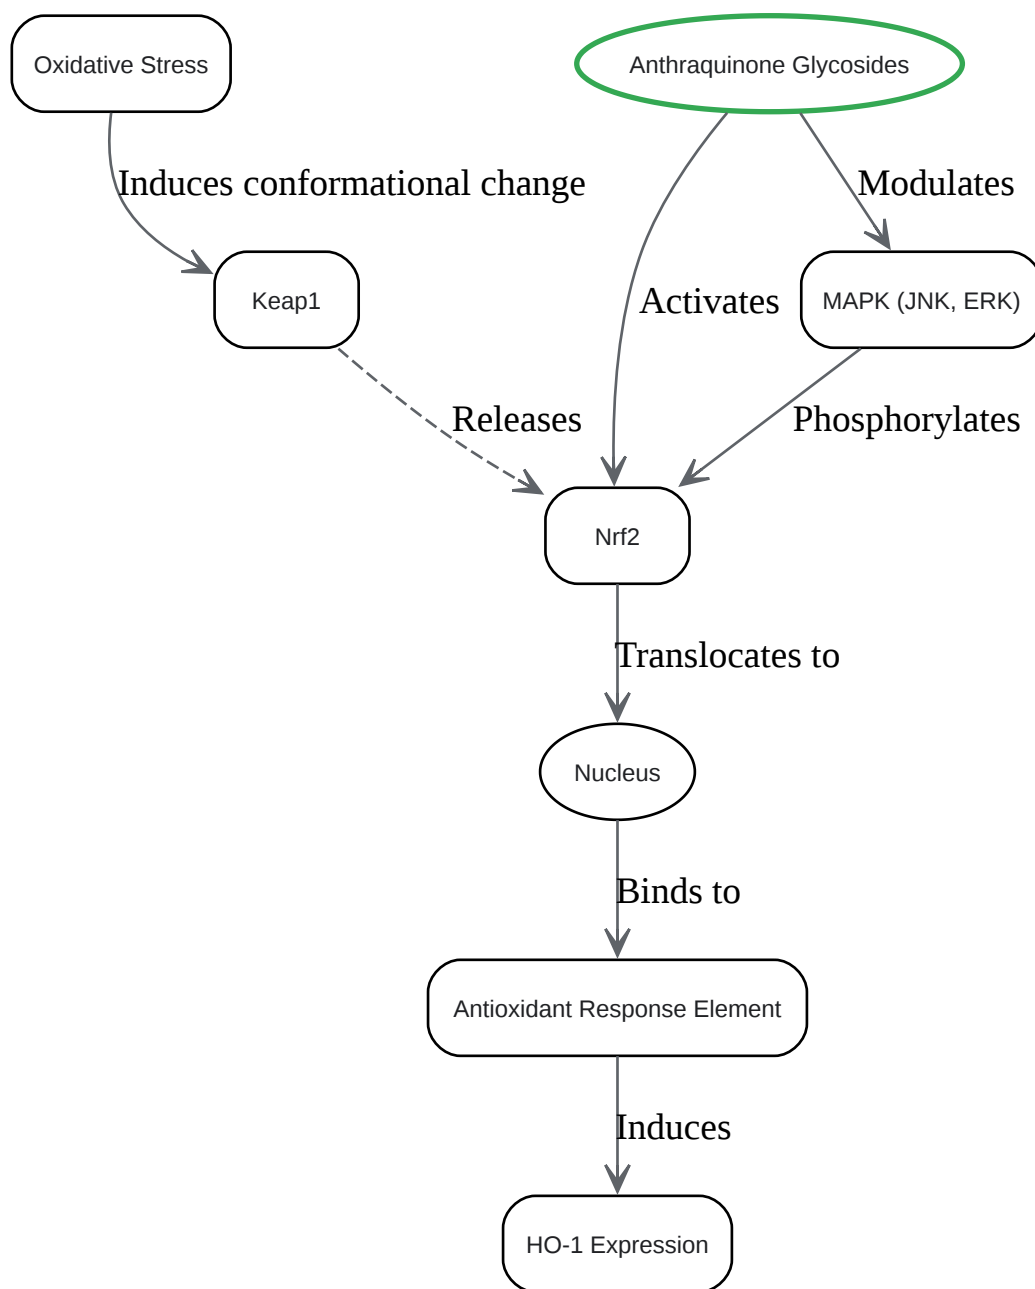 Oxidative Stress
Anthraquinone Glycosides
Induces conformational change
Modulates
Keap1
Activates
MAPK (JNK, ERK)
Releases
Phosphorylates
Nrf2
Translocates to
Nucleus
Binds to
Antioxidant Response Element
Induces
HO-1 Expression